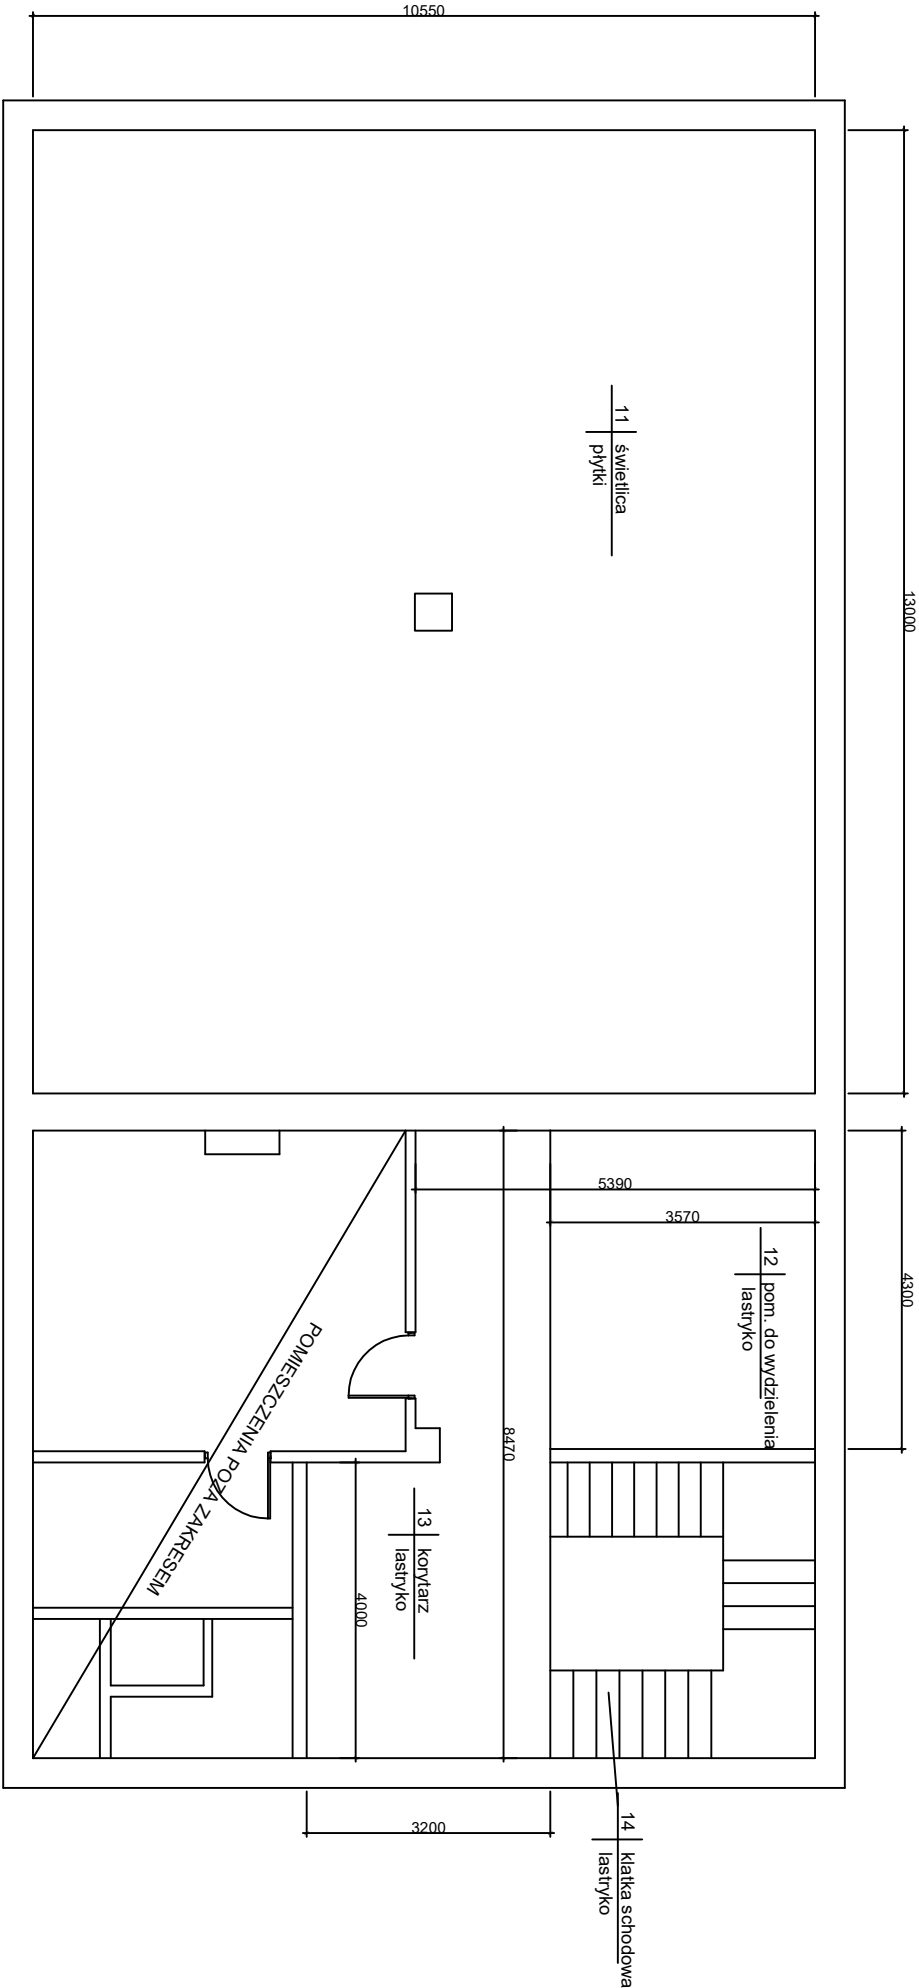 10550
13000
11
świetlica
płytki
5390
3570
4300
12
pom. do wydzielenia
lastryko
POMIESZCZENIA POZA ZAKRESEM
8470
13
korytarz
lastryko
4000
3200
14
klatka schodowa
lastryko